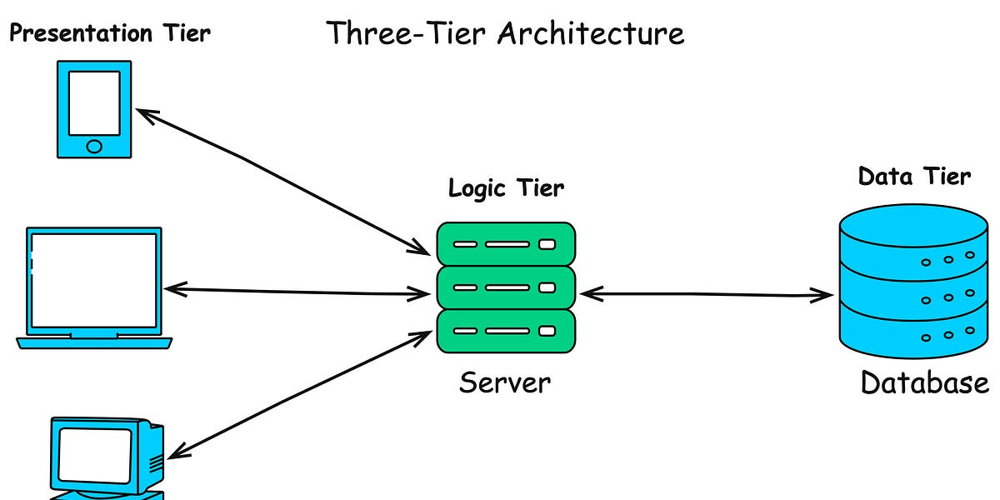 Three-Tier Architecture
Presentation Tier
Logic Tier
Data Tier
Server
Database